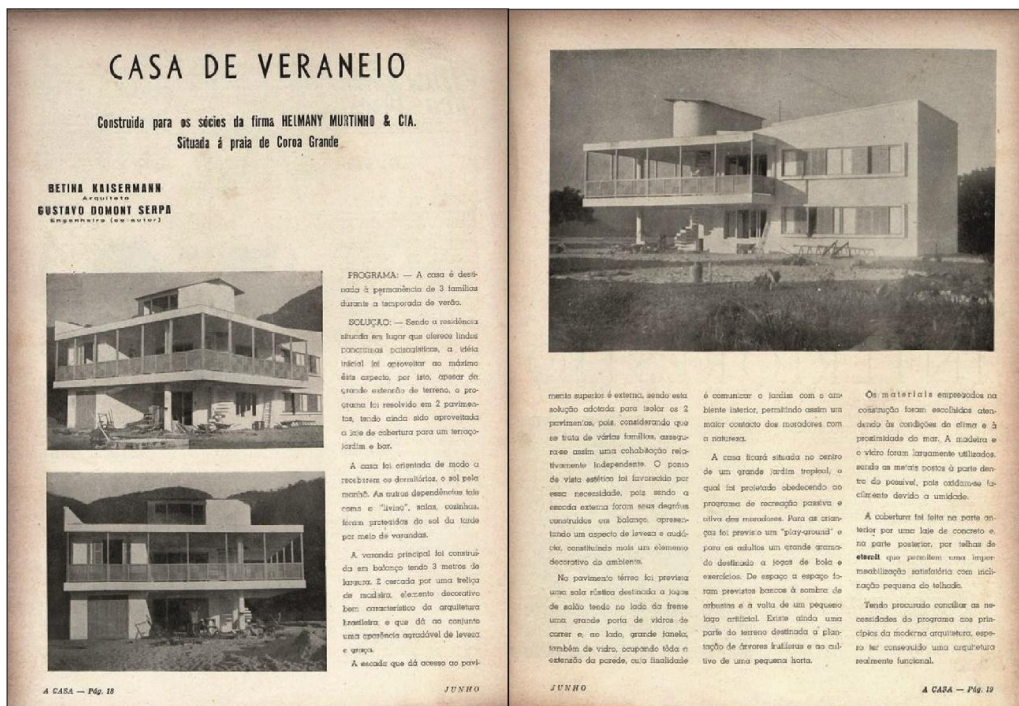 CASA DE VERANEIO
Construida para os sócios da firma HELMANY MURTINHO & CIA.
Situada á praia de Coroa Grande
BETINA KAISERMANN
Arquiteto
GUSTAVO DOMONT SERPA
Engenheiro (co-autor)
PROGRAMA: — A casa é desti-
nada à permanência de 3 famílias
durante a temporada de verão.
SOLUÇÃO: — Sendo a residência
situada em lugar que oferece lindos
panoramas paisagísticos, a idéia
inicial foi aproveitar ao máximo
êste aspecto, por isto, apesar da
grande extensão de terreno, o pro-
grama foi resolvido em 2 pavimen-
tos, tendo ainda sido aproveitada
a laje de cobertura para um terraço-
jardim e bar.
A casa foi orientada de modo a
receberem os dormitórios, o sol pela
manhã. As outras dependências tais
como o "living", salas, cozinhas,
foram protegidas do sol da tarde
por meio de varandas.
A varanda principal foi construi-
da em balanço tendo 3 metros de
largura. É cercada por uma treliça
de madeira, elemento decorativo
bem característico da arquitetura
brasileira e que dá ao conjunto
uma aparência agradável de leveza
e graça.
A escada que dá acesso ao pavi-
A CASA — Pág. 18
JUNHO
mento superior é externa, sendo esta
solução adotada para isolar os 2
pavimentos, pois, considerando que
se trata de várias famílias, assegu-
ra-se assim uma cohabitação rela-
tivamente independente. O ponto
de vista estético foi favorecido por
essa necessidade, pois sendo a
escada externa foram seus degráus
construidos em balanço, apresen-
tando um aspecto de leveza e audá-
cia, constituindo mais um elemento
decorativo do ambiente.
No pavimento térreo foi prevista
uma sala rústica destinada a jogos
de salão tendo no lado da frente
uma grande porta de vidros de
correr e, ao lado, grande janela,
também de vidro, ocupando tôda a
extensão da parede, cuja finalidade
é comunicar o jardim com o am-
biente interior, permitindo assim um
maior contacto dos moradores com
a natureza.
A casa ficará situada no centro
de um grande jardim tropical, o
qual foi projetado obedecendo ao
programa de recreação passiva e
ativa dos moradores. Para as crian-
ças foi previsto um "play-ground" e
para os adultos um grande grama-
do destinado a jogos de bola e
exercícios. De espaço a espaço fo-
ram previstos bancos à sombra de
arbustos e à volta de um pequeno
lago artificial. Existe ainda uma
parte do terreno destinada a plan-
tação de árvores frutíferas e ao cul-
tivo de uma pequena horta.
Os materiais empregados na
construção foram escolhidos aten-
dendo às condições do clima e à
proximidade do mar. A madeira e
o vidro foram largamente utilizados,
sendo os metais postos à parte den-
tro do possível, pois oxidam-se fa-
cilmente devido a umidade.
A cobertura foi feita na parte an-
terior por uma laje de concreto e,
na parte posterior, por telhas de
eternit que permitem uma imper-
meabilização satisfatória com incli-
nação pequena do telhado.
Tendo procurado conciliar as ne-
cessidades do programa aos prin-
cípios da moderna arquitetura, espe-
ro ter conseguido uma arquitetura
realmente funcional.
JUNHO
A CASA — Pág. 19